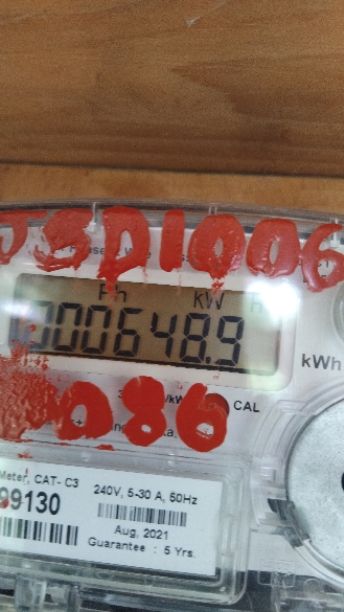 JSD1006
Ph kW
000648.9
kWh
086
CAL
Meter, CAT- C3
99130
240V, 5-30 A, 50Hz
Aug, 2021
Guarantee : 5 Yrs.